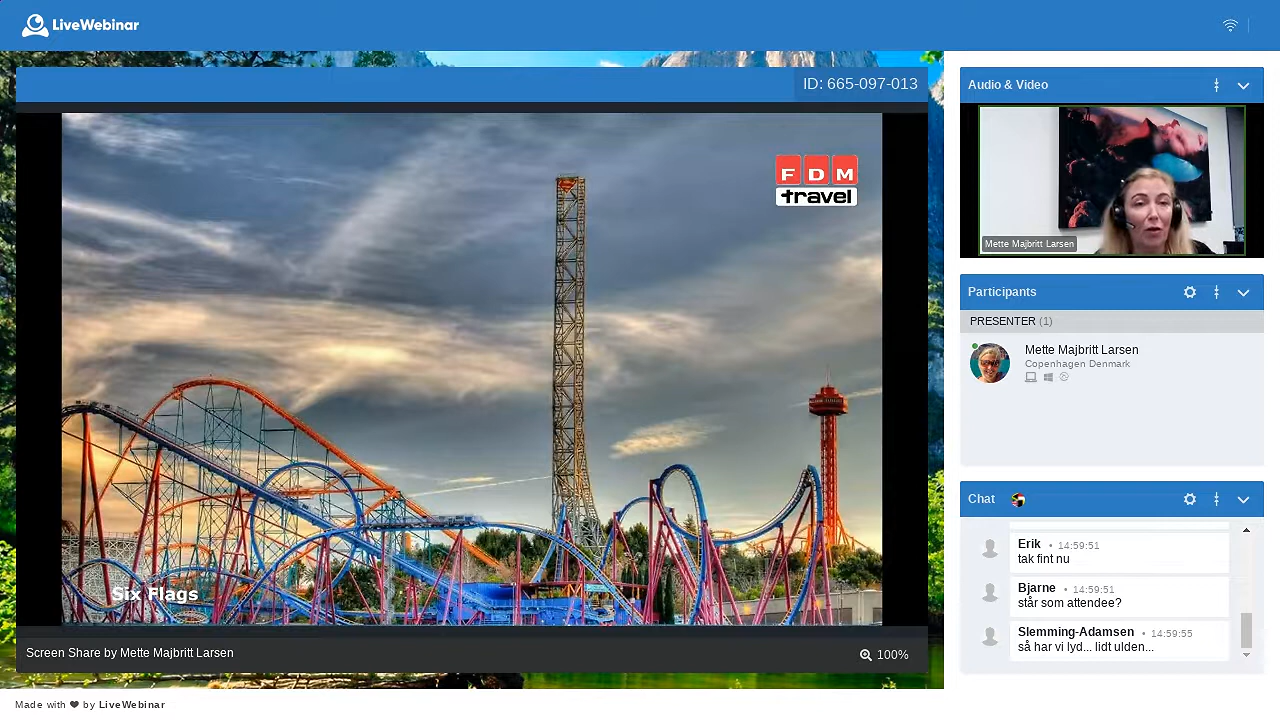 LiveWebinar
ID: 665-097-013
FDM
travel
Six Flags
Screen Share by Mette Majbritt Larsen
100%
Made with ❤ by LiveWebinar
Audio & Video
Mette Majbritt Larsen
Participants
PRESENTER (1)
Mette Majbritt Larsen
Copenhagen Denmark
Chat
Erik • 14:59:51
tak fint nu
Bjarne • 14:59:51
står som attendee?
Slemming-Adamsen • 14:59:55
så har vi lyd... lidt ulden...